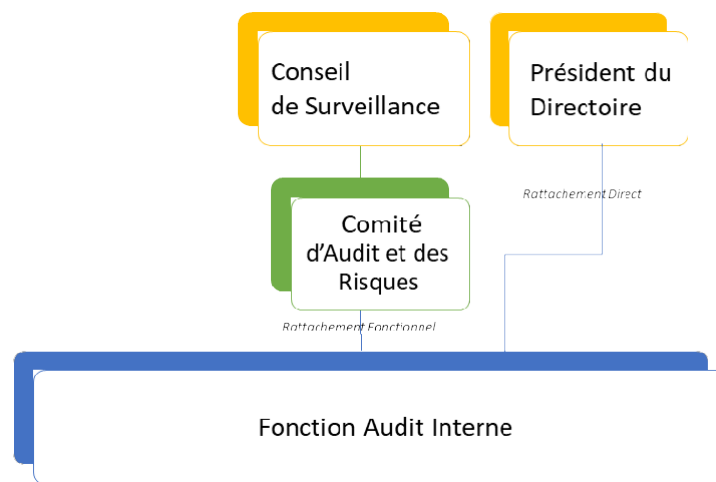 Conseil
de Surveillance
Président du
Directoire
Rattachement Direct
Comité
d’Audit et des
Risques
Rattachement Fonctionnel
Fonction Audit Interne